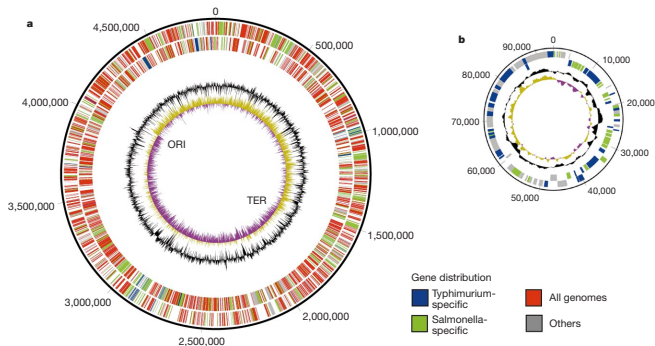 a
0
500,000
1,000,000
1,500,000
2,000,000
2,500,000
3,000,000
3,500,000
4,000,000
4,500,000
ORI
TER
b
0
10,000
20,000
30,000
40,000
50,000
60,000
70,000
80,000
90,000
Gene distribution
Typhimurium-
specific
Salmonella-
specific
All genomes
Others